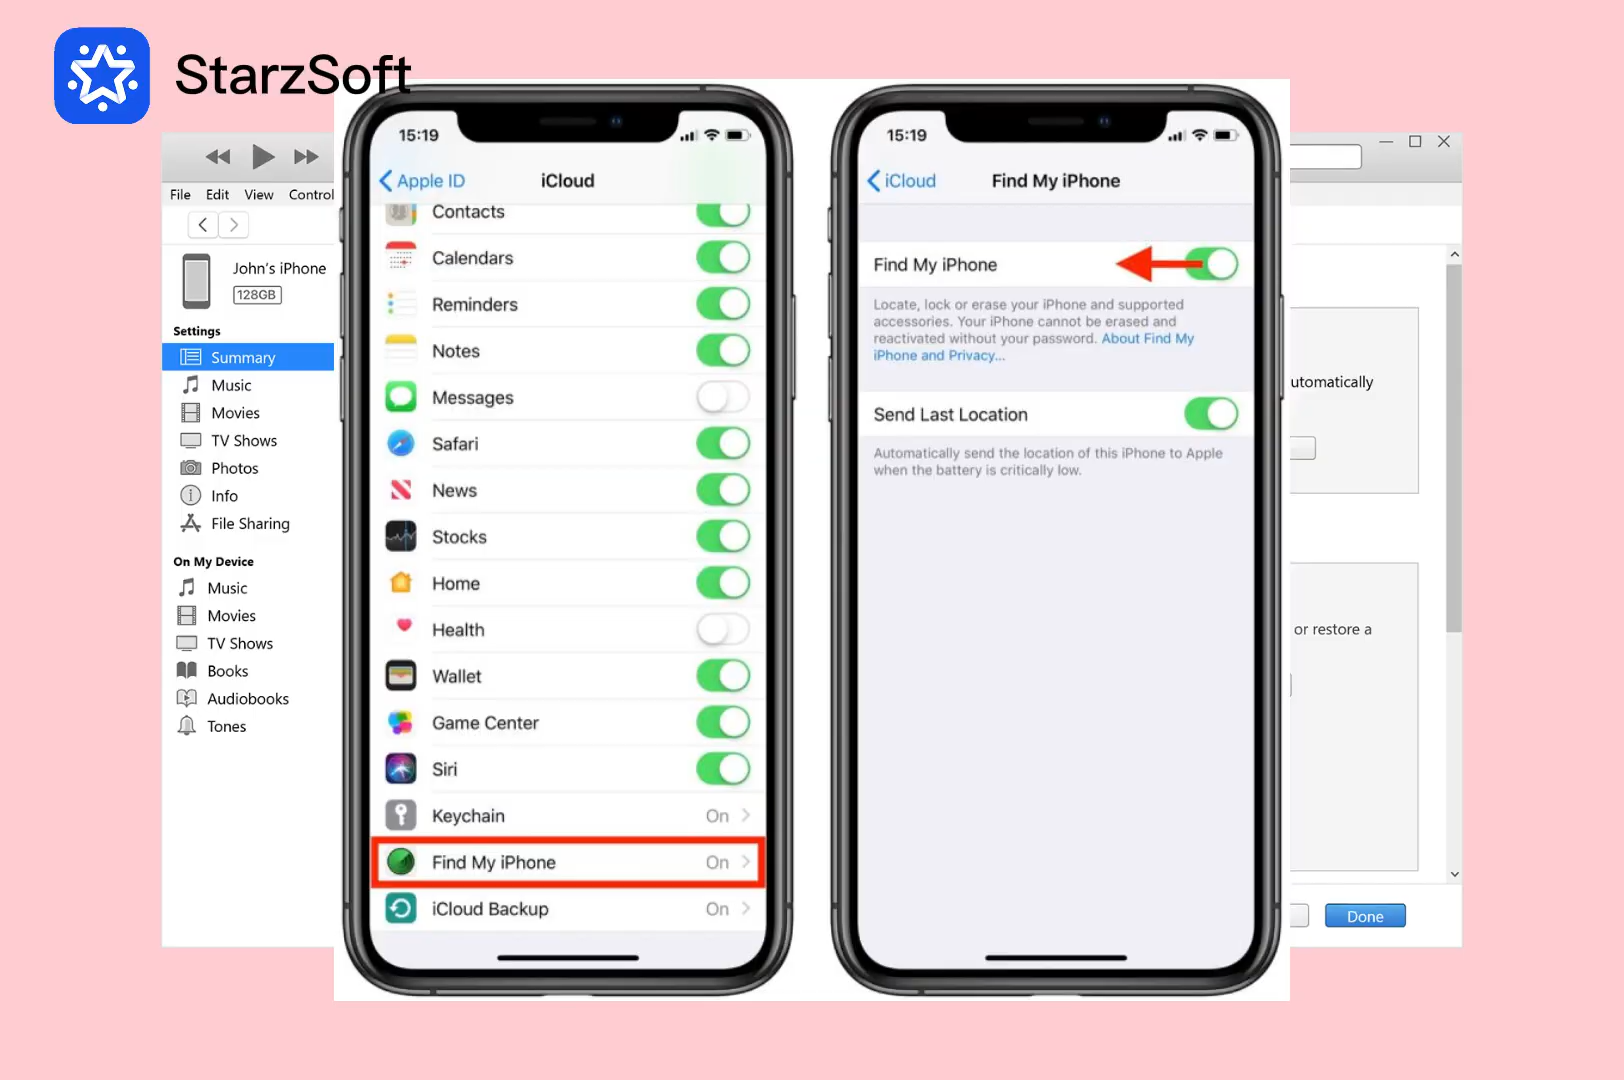 StarzSoft
File Edit View Control
John's iPhone
128GB
Settings
Summary
Music
Movies
TV Shows
Photos
Info
File Sharing
On My Device
Music
Movies
TV Shows
Books
Audiobooks
Tones
15:19
Apple ID
iCloud
Contacts
Calendars
Reminders
Notes
Messages
Safari
News
Stocks
Home
Health
Wallet
Game Center
Siri
Keychain On
Find My iPhone On
iCloud Backup On
15:19
iCloud
Find My iPhone
Find My iPhone
Locate, lock or erase your iPhone and supported
accessories. Your iPhone cannot be erased and
reactivated without your password. About Find My
iPhone and Privacy...
Send Last Location
Automatically send the location of this iPhone to Apple
when the battery is critically low.
utomatically
or restore a
Done